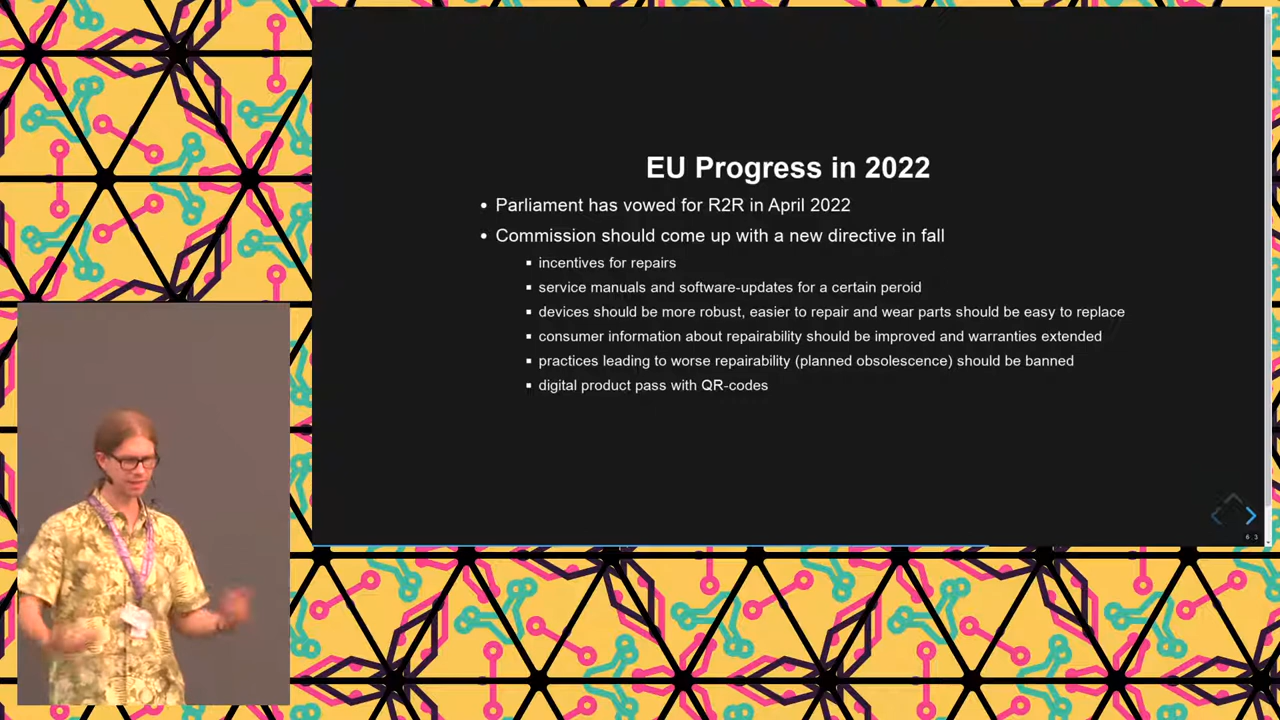 EU Progress in 2022
Parliament has vowed for R2R in April 2022
Commission should come up with a new directive in fall
incentives for repairs
service manuals and software-updates for a certain peroid
devices should be more robust, easier to repair and wear parts should be easy to replace
consumer information about repairability should be improved and warranties extended
practices leading to worse repairability (planned obsolescence) should be banned
digital product pass with QR-codes
6.3